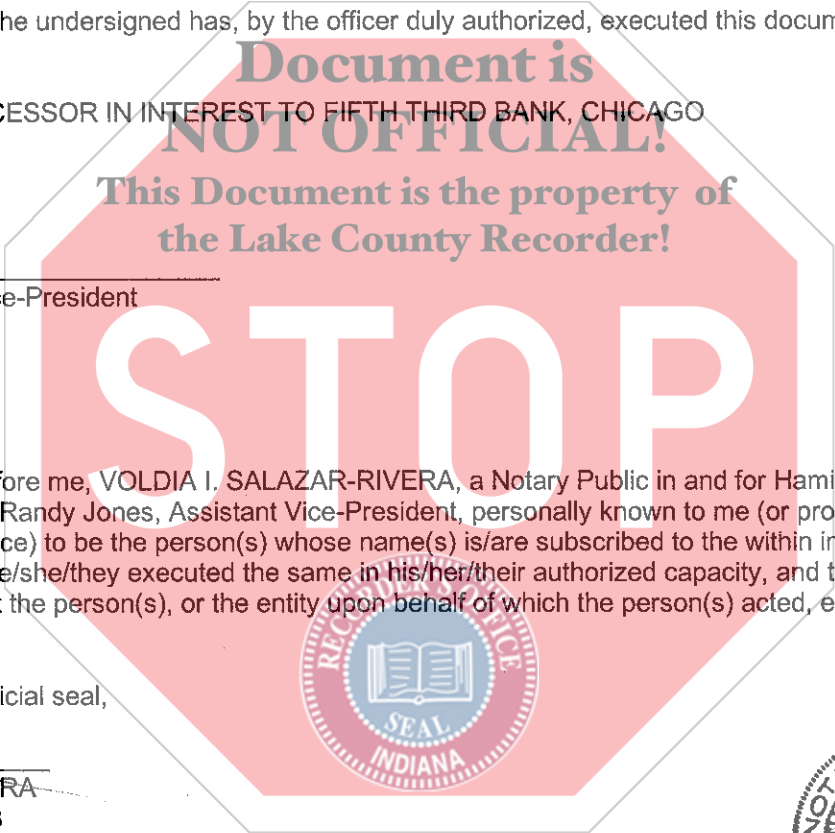 he undersigned has, by the officer duly authorized, executed this docum
Document is
CESSOR IN INTEREST TO FIFTH THIRD BANK, CHICAGO
NOT OFFICIAL!
This Document is the property of
the Lake County Recorder!
e-President
STOP
fore me, VOLDIA I. SALAZAR-RIVERA, a Notary Public in and for Hami
Randy Jones, Assistant Vice-President, personally known to me (or pro
ce) to be the person(s) whose name(s) is/are subscribed to the within in
e/she/they executed the same in his/her/their authorized capacity, and t
the person(s), or the entity upon behalf of which the person(s) acted, e
RECORDER'S OFFICE
SEAL
INDIANA
icial seal,
RA